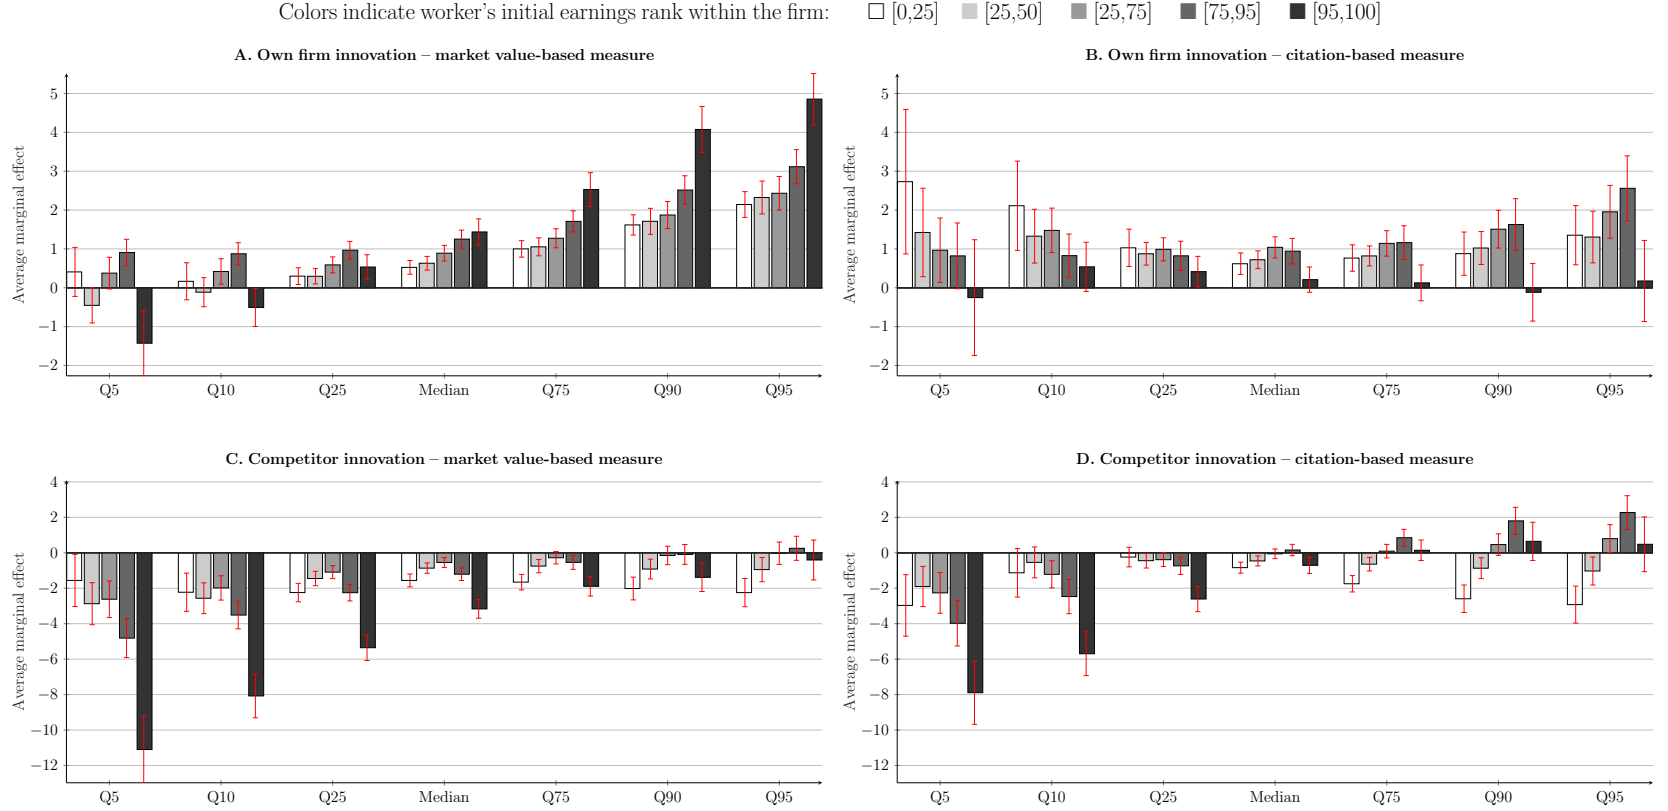 Colors indicate worker's initial earnings rank within the firm: [0,25] [25,50] [25,75] [75,95] [95,100]
A. Own firm innovation – market value-based measure
Average marginal effect
5
4
3
2
1
0
−1
−2
Q5 Q10 Q25 Median Q75 Q90 Q95
B. Own firm innovation – citation-based measure
Average marginal effect
5
4
3
2
1
0
−1
−2
Q5 Q10 Q25 Median Q75 Q90 Q95
C. Competitor innovation – market value-based measure
Average marginal effect
4
2
0
−2
−4
−6
−8
−10
−12
Q5 Q10 Q25 Median Q75 Q90 Q95
D. Competitor innovation – citation-based measure
Average marginal effect
4
2
0
−2
−4
−6
−8
−10
−12
Q5 Q10 Q25 Median Q75 Q90 Q95